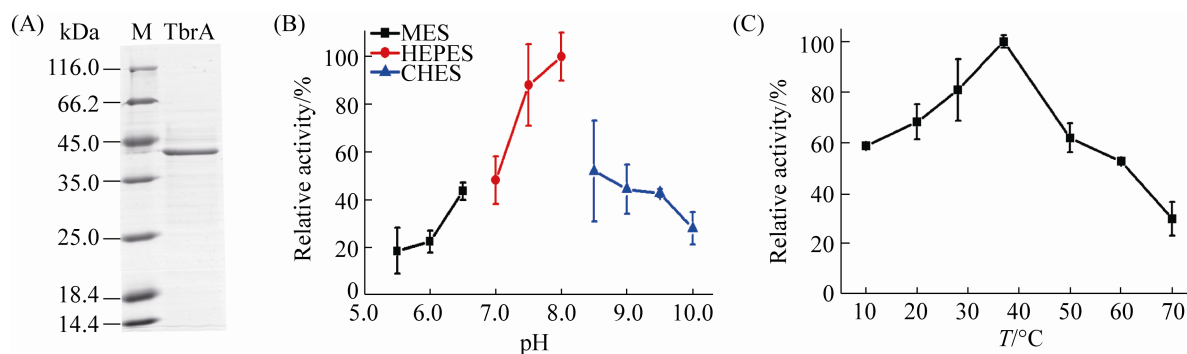 (A)
kDa M TbrA
116.0
66.2
45.0
35.0
25.0
18.4
14.4
(B)
MES
HEPES
CHES
Relative activity/%
100
80
60
40
20
0
5.0 6.0 7.0 8.0 9.0 10.0
pH
(C)
Relative activity/%
100
80
60
40
20
0
10 20 30 40 50 60 70
T/°C